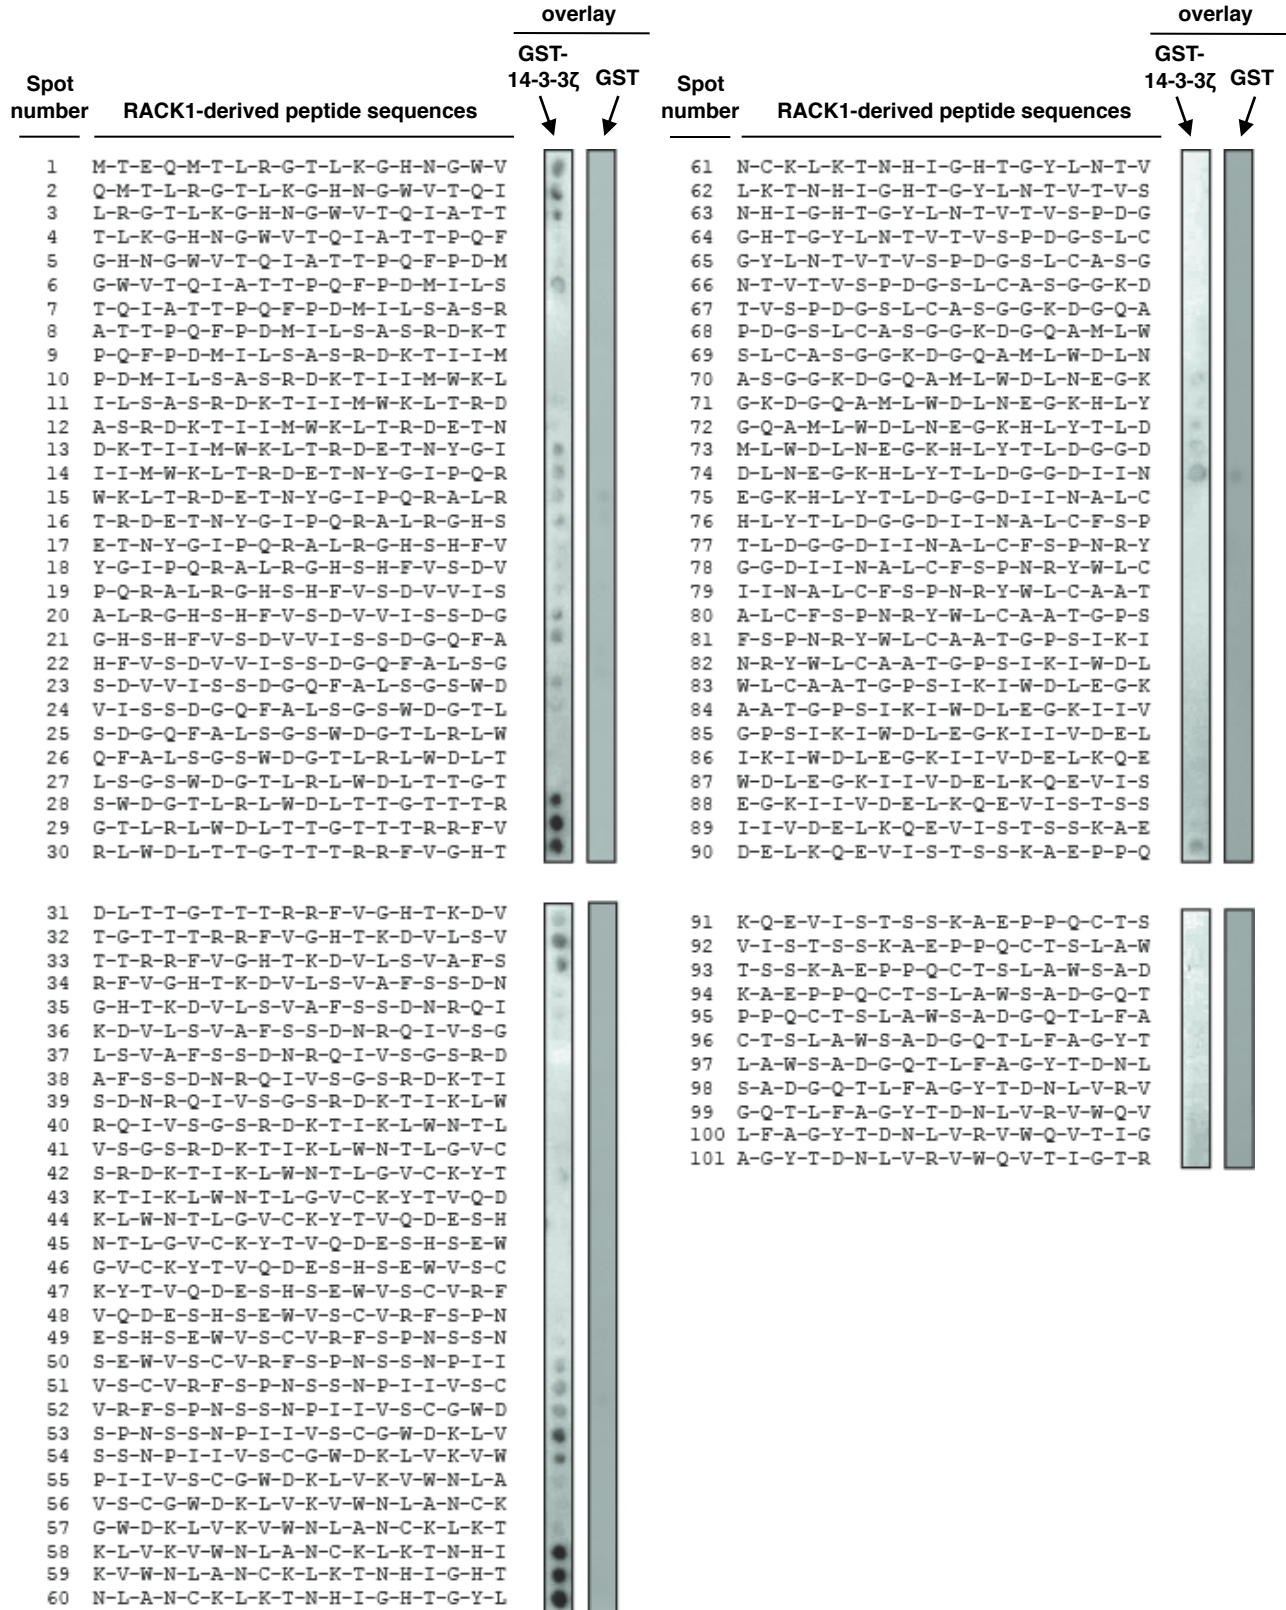 overlay
GST-
14-3-3ζ GST
Spot
number RACK1-derived peptide sequences
1 M-T-E-Q-M-T-L-R-G-T-L-K-G-H-N-G-W-V
2 Q-M-T-L-R-G-T-L-K-G-H-N-G-W-V-T-Q-I
3 L-R-G-T-L-K-G-H-N-G-W-V-T-Q-I-A-T-T
4 T-L-K-G-H-N-G-W-V-T-Q-I-A-T-T-P-Q-F
5 G-H-N-G-W-V-T-Q-I-A-T-T-P-Q-F-P-D-M
6 G-W-V-T-Q-I-A-T-T-P-Q-F-P-D-M-I-L-S
7 T-Q-I-A-T-T-P-Q-F-P-D-M-I-L-S-A-S-R
8 A-T-T-P-Q-F-P-D-M-I-L-S-A-S-R-D-K-T
9 P-Q-F-P-D-M-I-L-S-A-S-R-D-K-T-I-I-M
10 P-D-M-I-L-S-A-S-R-D-K-T-I-I-M-W-K-L
11 I-L-S-A-S-R-D-K-T-I-I-M-W-K-L-T-R-D
12 A-S-R-D-K-T-I-I-M-W-K-L-T-R-D-E-T-N
13 D-K-T-I-I-M-W-K-L-T-R-D-E-T-N-Y-G-I
14 I-I-M-W-K-L-T-R-D-E-T-N-Y-G-I-P-Q-R
15 W-K-L-T-R-D-E-T-N-Y-G-I-P-Q-R-A-L-R
16 T-R-D-E-T-N-Y-G-I-P-Q-R-A-L-R-G-H-S
17 E-T-N-Y-G-I-P-Q-R-A-L-R-G-H-S-H-F-V
18 Y-G-I-P-Q-R-A-L-R-G-H-S-H-F-V-S-D-V
19 P-Q-R-A-L-R-G-H-S-H-F-V-S-D-V-V-I-S
20 A-L-R-G-H-S-H-F-V-S-D-V-V-I-S-S-D-G
21 G-H-S-H-F-V-S-D-V-V-I-S-S-D-G-Q-F-A
22 H-F-V-S-D-V-V-I-S-S-D-G-Q-F-A-L-S-G
23 S-D-V-V-I-S-S-D-G-Q-F-A-L-S-G-S-W-D
24 V-I-S-S-D-G-Q-F-A-L-S-G-S-W-D-G-T-L
25 S-D-G-Q-F-A-L-S-G-S-W-D-G-T-L-R-L-W
26 Q-F-A-L-S-G-S-W-D-G-T-L-R-L-W-D-L-T
27 L-S-G-S-W-D-G-T-L-R-L-W-D-L-T-T-G-T
28 S-W-D-G-T-L-R-L-W-D-L-T-T-G-T-T-T-R
29 G-T-L-R-L-W-D-L-T-T-G-T-T-T-R-R-F-V
30 R-L-W-D-L-T-T-G-T-T-T-R-R-F-V-G-H-T
31 D-L-T-T-G-T-T-T-R-R-F-V-G-H-T-K-D-V
32 T-G-T-T-T-R-R-F-V-G-H-T-K-D-V-L-S-V
33 T-T-R-R-F-V-G-H-T-K-D-V-L-S-V-A-F-S
34 R-F-V-G-H-T-K-D-V-L-S-V-A-F-S-S-D-N
35 G-H-T-K-D-V-L-S-V-A-F-S-S-D-N-R-Q-I
36 K-D-V-L-S-V-A-F-S-S-D-N-R-Q-I-V-S-G
37 L-S-V-A-F-S-S-D-N-R-Q-I-V-S-G-S-R-D
38 A-F-S-S-D-N-R-Q-I-V-S-G-S-R-D-K-T-I
39 S-D-N-R-Q-I-V-S-G-S-R-D-K-T-I-K-L-W
40 R-Q-I-V-S-G-S-R-D-K-T-I-K-L-W-N-T-L
41 V-S-G-S-R-D-K-T-I-K-L-W-N-T-L-G-V-C
42 S-R-D-K-T-I-K-L-W-N-T-L-G-V-C-K-Y-T
43 K-T-I-K-L-W-N-T-L-G-V-C-K-Y-T-V-Q-D
44 K-L-W-N-T-L-G-V-C-K-Y-T-V-Q-D-E-S-H
45 N-T-L-G-V-C-K-Y-T-V-Q-D-E-S-H-S-E-W
46 G-V-C-K-Y-T-V-Q-D-E-S-H-S-E-W-V-S-C
47 K-Y-T-V-Q-D-E-S-H-S-E-W-V-S-C-V-R-F
48 V-Q-D-E-S-H-S-E-W-V-S-C-V-R-F-S-P-N
49 E-S-H-S-E-W-V-S-C-V-R-F-S-P-N-S-S-N
50 S-E-W-V-S-C-V-R-F-S-P-N-S-S-N-P-I-I
51 V-S-C-V-R-F-S-P-N-S-S-N-P-I-I-V-S-C
52 V-R-F-S-P-N-S-S-N-P-I-I-V-S-C-G-W-D
53 S-P-N-S-S-N-P-I-I-V-S-C-G-W-D-K-L-V
54 S-S-N-P-I-I-V-S-C-G-W-D-K-L-V-K-V-W
55 P-I-I-V-S-C-G-W-D-K-L-V-K-V-W-N-L-A
56 V-S-C-G-W-D-K-L-V-K-V-W-N-L-A-N-C-K
57 G-W-D-K-L-V-K-V-W-N-L-A-N-C-K-L-K-T
58 K-L-V-K-V-W-N-L-A-N-C-K-L-K-T-N-H-I
59 K-V-W-N-L-A-N-C-K-L-K-T-N-H-I-G-H-T
60 N-L-A-N-C-K-L-K-T-N-H-I-G-H-T-G-Y-L
overlay
GST-
14-3-3ζ GST
Spot
number RACK1-derived peptide sequences
61 N-C-K-L-K-T-N-H-I-G-H-T-G-Y-L-N-T-V
62 L-K-T-N-H-I-G-H-T-G-Y-L-N-T-V-T-V-S
63 N-H-I-G-H-T-G-Y-L-N-T-V-T-V-S-P-D-G
64 G-H-T-G-Y-L-N-T-V-T-V-S-P-D-G-S-L-C
65 G-Y-L-N-T-V-T-V-S-P-D-G-S-L-C-A-S-G
66 N-T-V-T-V-S-P-D-G-S-L-C-A-S-G-G-K-D
67 T-V-S-P-D-G-S-L-C-A-S-G-G-K-D-G-Q-A
68 P-D-G-S-L-C-A-S-G-G-K-D-G-Q-A-M-L-W
69 S-L-C-A-S-G-G-K-D-G-Q-A-M-L-W-D-L-N
70 A-S-G-G-K-D-G-Q-A-M-L-W-D-L-N-E-G-K
71 G-K-D-G-Q-A-M-L-W-D-L-N-E-G-K-H-L-Y
72 G-Q-A-M-L-W-D-L-N-E-G-K-H-L-Y-T-L-D
73 M-L-W-D-L-N-E-G-K-H-L-Y-T-L-D-G-G-D
74 D-L-N-E-G-K-H-L-Y-T-L-D-G-G-D-I-I-N
75 E-G-K-H-L-Y-T-L-D-G-G-D-I-I-N-A-L-C
76 H-L-Y-T-L-D-G-G-D-I-I-N-A-L-C-F-S-P
77 T-L-D-G-G-D-I-I-N-A-L-C-F-S-P-N-R-Y
78 G-G-D-I-I-N-A-L-C-F-S-P-N-R-Y-W-L-C
79 I-I-N-A-L-C-F-S-P-N-R-Y-W-L-C-A-A-T
80 A-L-C-F-S-P-N-R-Y-W-L-C-A-A-T-G-P-S
81 F-S-P-N-R-Y-W-L-C-A-A-T-G-P-S-I-K-I
82 N-R-Y-W-L-C-A-A-T-G-P-S-I-K-I-W-D-L
83 W-L-C-A-A-T-G-P-S-I-K-I-W-D-L-E-G-K
84 A-A-T-G-P-S-I-K-I-W-D-L-E-G-K-I-I-V
85 G-P-S-I-K-I-W-D-L-E-G-K-I-I-V-D-E-L
86 I-K-I-W-D-L-E-G-K-I-I-V-D-E-L-K-Q-E
87 W-D-L-E-G-K-I-I-V-D-E-L-K-Q-E-V-I-S
88 E-G-K-I-I-V-D-E-L-K-Q-E-V-I-S-T-S-S
89 I-I-V-D-E-L-K-Q-E-V-I-S-T-S-S-K-A-E
90 D-E-L-K-Q-E-V-I-S-T-S-S-K-A-E-P-P-Q
91 K-Q-E-V-I-S-T-S-S-K-A-E-P-P-Q-C-T-S
92 V-I-S-T-S-S-K-A-E-P-P-Q-C-T-S-L-A-W
93 T-S-S-K-A-E-P-P-Q-C-T-S-L-A-W-S-A-D
94 K-A-E-P-P-Q-C-T-S-L-A-W-S-A-D-G-Q-T
95 P-P-Q-C-T-S-L-A-W-S-A-D-G-Q-T-L-F-A
96 C-T-S-L-A-W-S-A-D-G-Q-T-L-F-A-G-Y-T
97 L-A-W-S-A-D-G-Q-T-L-F-A-G-Y-T-D-N-L
98 S-A-D-G-Q-T-L-F-A-G-Y-T-D-N-L-V-R-V
99 G-Q-T-L-F-A-G-Y-T-D-N-L-V-R-V-W-Q-V
100 L-F-A-G-Y-T-D-N-L-V-R-V-W-Q-V-T-I-G
101 A-G-Y-T-D-N-L-V-R-V-W-Q-V-T-I-G-T-R